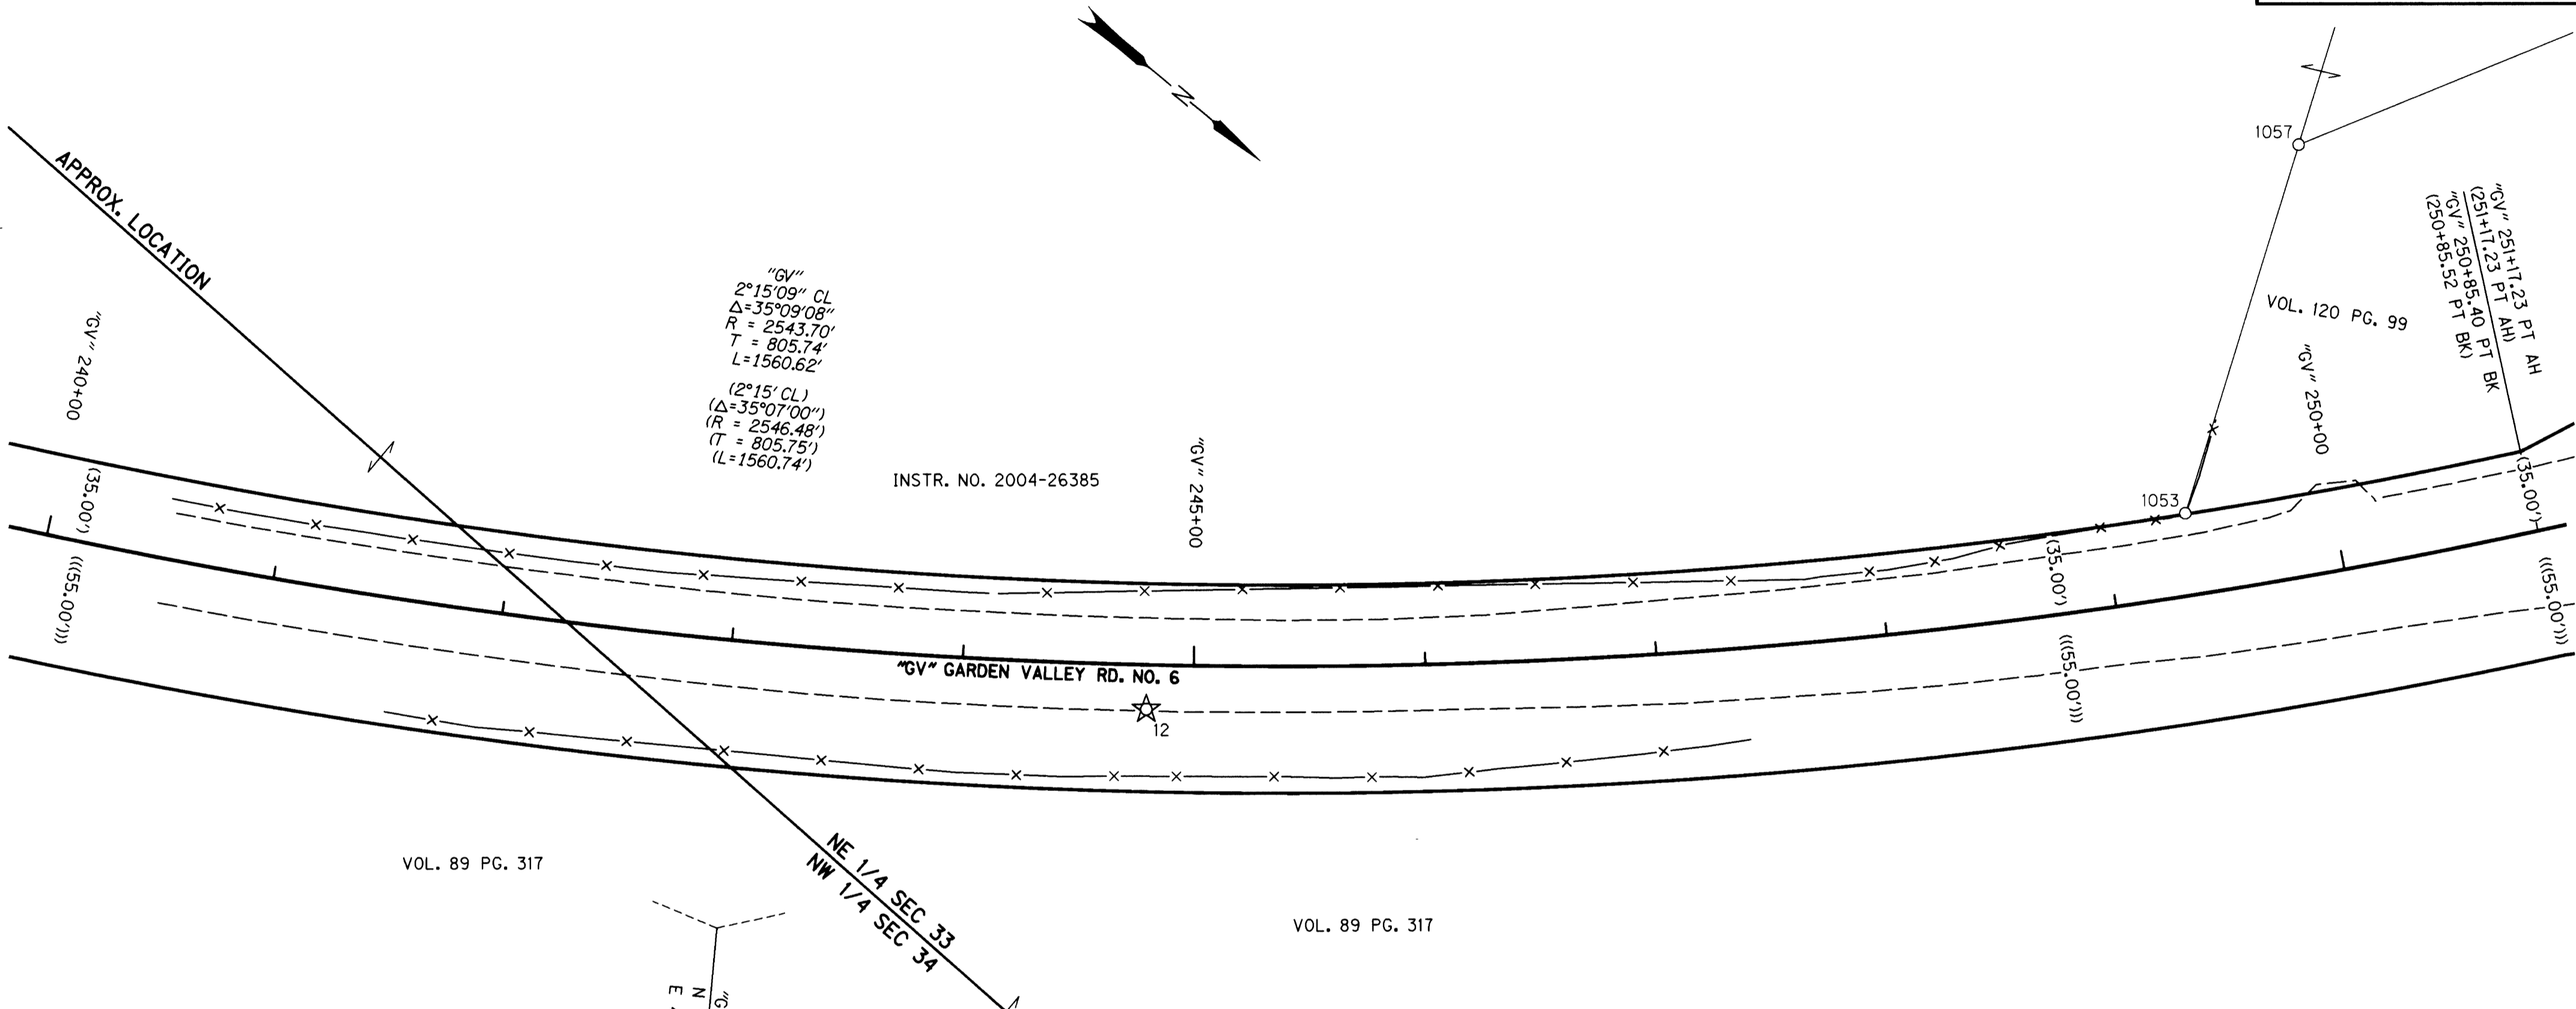 N
1057
APPROX. LOCATION
"GV" 251+17.23 PT AH
(251+17.23 PT AH)
"GV" 250+85.40 PT BK
(250+85.52 PT BK)
"GV"
2°15'09" CL
Δ=35°09'08"
R = 2543.70'
T = 805.74'
L=1560.62'
(2°15' CL)
(Δ=35°07'00")
(R = 2546.48')
(T = 805.75')
(L=1560.74')
VOL. 120 PG. 99
"GV" 240+00
"GV" 245+00
"GV" 250+00
INSTR. NO. 2004-26385
1053
(35.00')
(35.00')
(35.00')
(((55.00')))
(((55.00')))
(((55.00')))
"GV" GARDEN VALLEY RD. NO. 6
12
VOL. 89 PG. 317
NE 1/4 SEC 33
NW 1/4 SEC 34
VOL. 89 PG. 317
"G
N
E